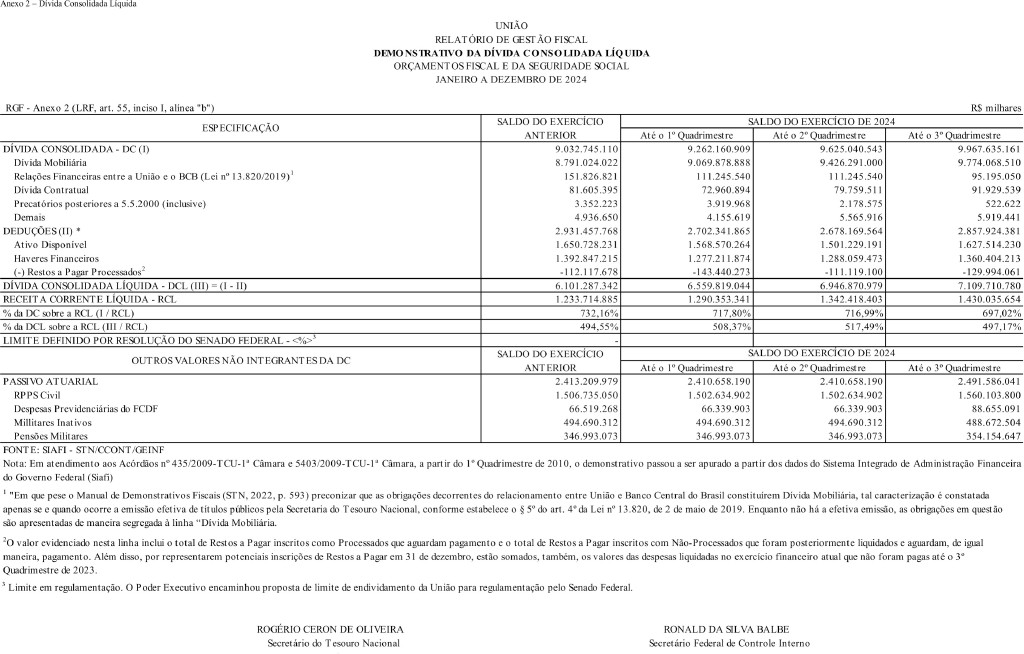 Anexo 2 – Dívida Consolidada Líquida
UNIÃO
RELATÓRIO DE GESTÃO FISCAL
DEMONSTRATIVO DA DÍVIDA CONSOLIDADA LÍQUIDA
ORÇAMENTOS FISCAL E DA SEGURIDADE SOCIAL
JANEIRO A DEZEMBRO DE 2024
RGF - Anexo 2 (LRF, art. 55, inciso I, alínea "b") R$ milhares
ESPECIFICAÇÃO SALDO DO EXERCÍCIO ANTERIOR SALDO DO EXERCÍCIO DE 2024
Até o 1º Quadrimestre Até o 2º Quadrimestre Até o 3º Quadrimestre
DÍVIDA CONSOLIDADA - DC (I) 9.032.745.110 9.262.160.909 9.625.040.543 9.967.635.161
Dívida Mobiliária 8.791.024.022 9.069.878.888 9.426.291.000 9.774.068.510
Relações Financeiras entre a União e o BCB (Lei nº 13.820/2019)¹ 151.826.821 111.245.540 111.245.540 95.195.050
Dívida Contratual 81.605.395 72.960.894 79.759.511 91.929.539
Precatórios posteriores a 5.5.2000 (inclusive) 3.352.223 3.919.968 2.178.575 522.622
Demais 4.936.650 4.155.619 5.565.916 5.919.441
DEDUÇÕES (II) * 2.931.457.768 2.702.341.865 2.678.169.564 2.857.924.381
Ativo Disponível 1.650.728.231 1.568.570.264 1.501.229.191 1.627.514.230
Haveres Financeiros 1.392.847.215 1.277.211.874 1.288.059.473 1.360.404.213
(-) Restos a Pagar Processados² -112.117.678 -143.440.273 -111.119.100 -129.994.061
DÍVIDA CONSOLIDADA LÍQUIDA - DCL (III) = (I - II) 6.101.287.342 6.559.819.044 6.946.870.979 7.109.710.780
RECEITA CORRENTE LÍQUIDA - RCL 1.233.714.885 1.290.353.341 1.342.418.403 1.430.035.654
% da DC sobre a RCL (I / RCL) 732,16% 717,80% 716,99% 697,02%
% da DCL sobre a RCL (III / RCL) 494,55% 508,37% 517,49% 497,17%
LIMITE DEFINIDO POR RESOLUÇÃO DO SENADO FEDERAL - <%>³ -
OUTROS VALORES NÃO INTEGRANTES DA DC SALDO DO EXERCÍCIO ANTERIOR SALDO DO EXERCÍCIO DE 2024
Até o 1º Quadrimestre Até o 2º Quadrimestre Até o 3º Quadrimestre
PASSIVO ATUARIAL 2.413.209.979 2.410.658.190 2.410.658.190 2.491.586.041
RPPS Civil 1.506.735.050 1.502.634.902 1.502.634.902 1.560.103.800
Despesas Previdenciárias do FCDF 66.519.268 66.339.903 66.339.903 88.655.091
Millitares Inativos 494.690.312 494.690.312 494.690.312 488.672.504
Pensões Militares 346.993.073 346.993.073 346.993.073 354.154.647
FONTE: SIAFI - STN/CCONT/GEINF
Nota: Em atendimento aos Acórdãos nº 435/2009-TCU-1ª Câmara e 5403/2009-TCU-1ª Câmara, a partir do 1º Quadrimestre de 2010, o demonstrativo passou a ser apurado a partir dos dados do Sistema Integrado de Administração Financeira
do Governo Federal (Siafi)
¹ "Em que pese o Manual de Demonstrativos Fiscais (STN, 2022, p. 593) preconizar que as obrigações decorrentes do relacionamento entre União e Banco Central do Brasil constituírem Dívida Mobiliária, tal caracterização é constatada
apenas se e quando ocorre a emissão efetiva de títulos públicos pela Secretaria do Tesouro Nacional, conforme estabelece o § 5º do art. 4º da Lei nº 13.820, de 2 de maio de 2019. Enquanto não há a efetiva emissão, as obrigações em questão
são apresentadas de maneira segregada à linha “Dívida Mobiliária.
²O valor evidenciado nesta linha inclui o total de Restos a Pagar inscritos como Processados que aguardam pagamento e o total de Restos a Pagar inscritos com Não-Processados que foram posteriormente liquidados e aguardam, de igual
maneira, pagamento. Além disso, por representarem potenciais inscrições de Restos a Pagar em 31 de dezembro, estão somados, também, os valores das despesas liquidadas no exercício financeiro atual que não foram pagas até o 3º
Quadrimestre de 2023.
³ Limite em regulamentação. O Poder Executivo encaminhou proposta de limite de endividamento da União para regulamentação pelo Senado Federal.
ROGÉRIO CERON DE OLIVEIRA RONALD DA SILVA BALBE
Secretário do Tesouro Nacional Secretário Federal de Controle Interno